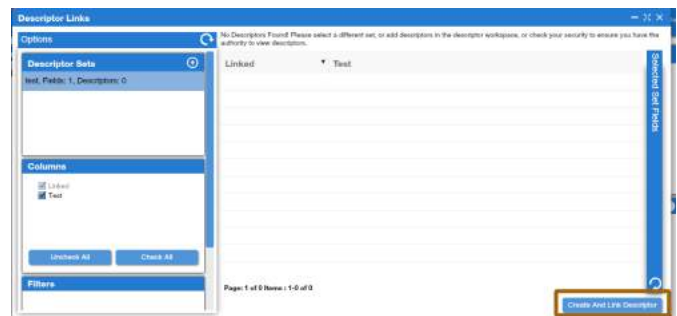 Descriptor Links
Options
No Descriptors Found! Please select a different set, or add descriptors in the descriptor workspace, or check your security to ensure you have the
authority to view descriptors.
Descriptor Sets
test, Fields: 1, Descriptors: 0
Linked Test
Selected Set Fields
Columns
Linked
Test
Uncheck All Check All
Filters
Page: 1 of 0 Items : 1-0 of 0
Create And Link Descriptor